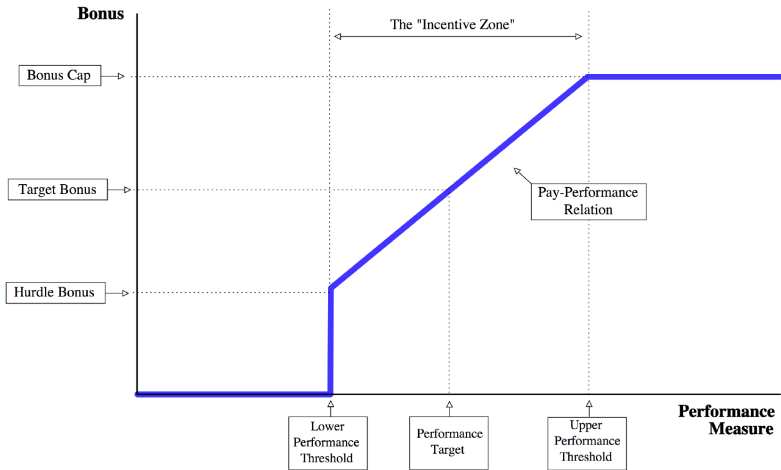 Bonus
The "Incentive Zone"
Bonus Cap
Target Bonus
Pay-Performance
Relation
Hurdle Bonus
Lower
Performance
Threshold
Performance
Target
Upper
Performance
Threshold
Performance
Measure